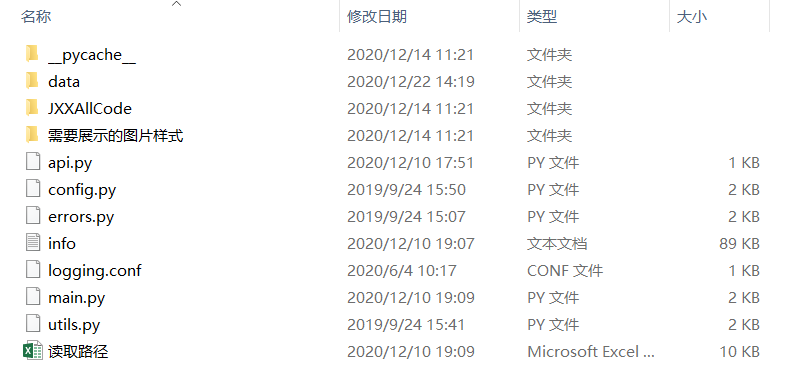 名称 修改日期 类型 大小
__pycache__ 2020/12/14 11:21 文件夹
data 2020/12/22 14:19 文件夹
JXXAllCode 2020/12/14 11:21 文件夹
需要展示的图片样式 2020/12/14 11:21 文件夹
api.py 2020/12/10 17:51 PY 文件 1 KB
config.py 2019/9/24 15:50 PY 文件 2 KB
errors.py 2019/9/24 15:07 PY 文件 2 KB
info 2020/12/10 19:07 文本文档 89 KB
logging.conf 2020/6/4 10:17 CONF 文件 1 KB
main.py 2020/12/10 19:09 PY 文件 2 KB
utils.py 2019/9/24 15:41 PY 文件 2 KB
读取路径 2020/12/10 19:09 Microsoft Excel ... 10 KB